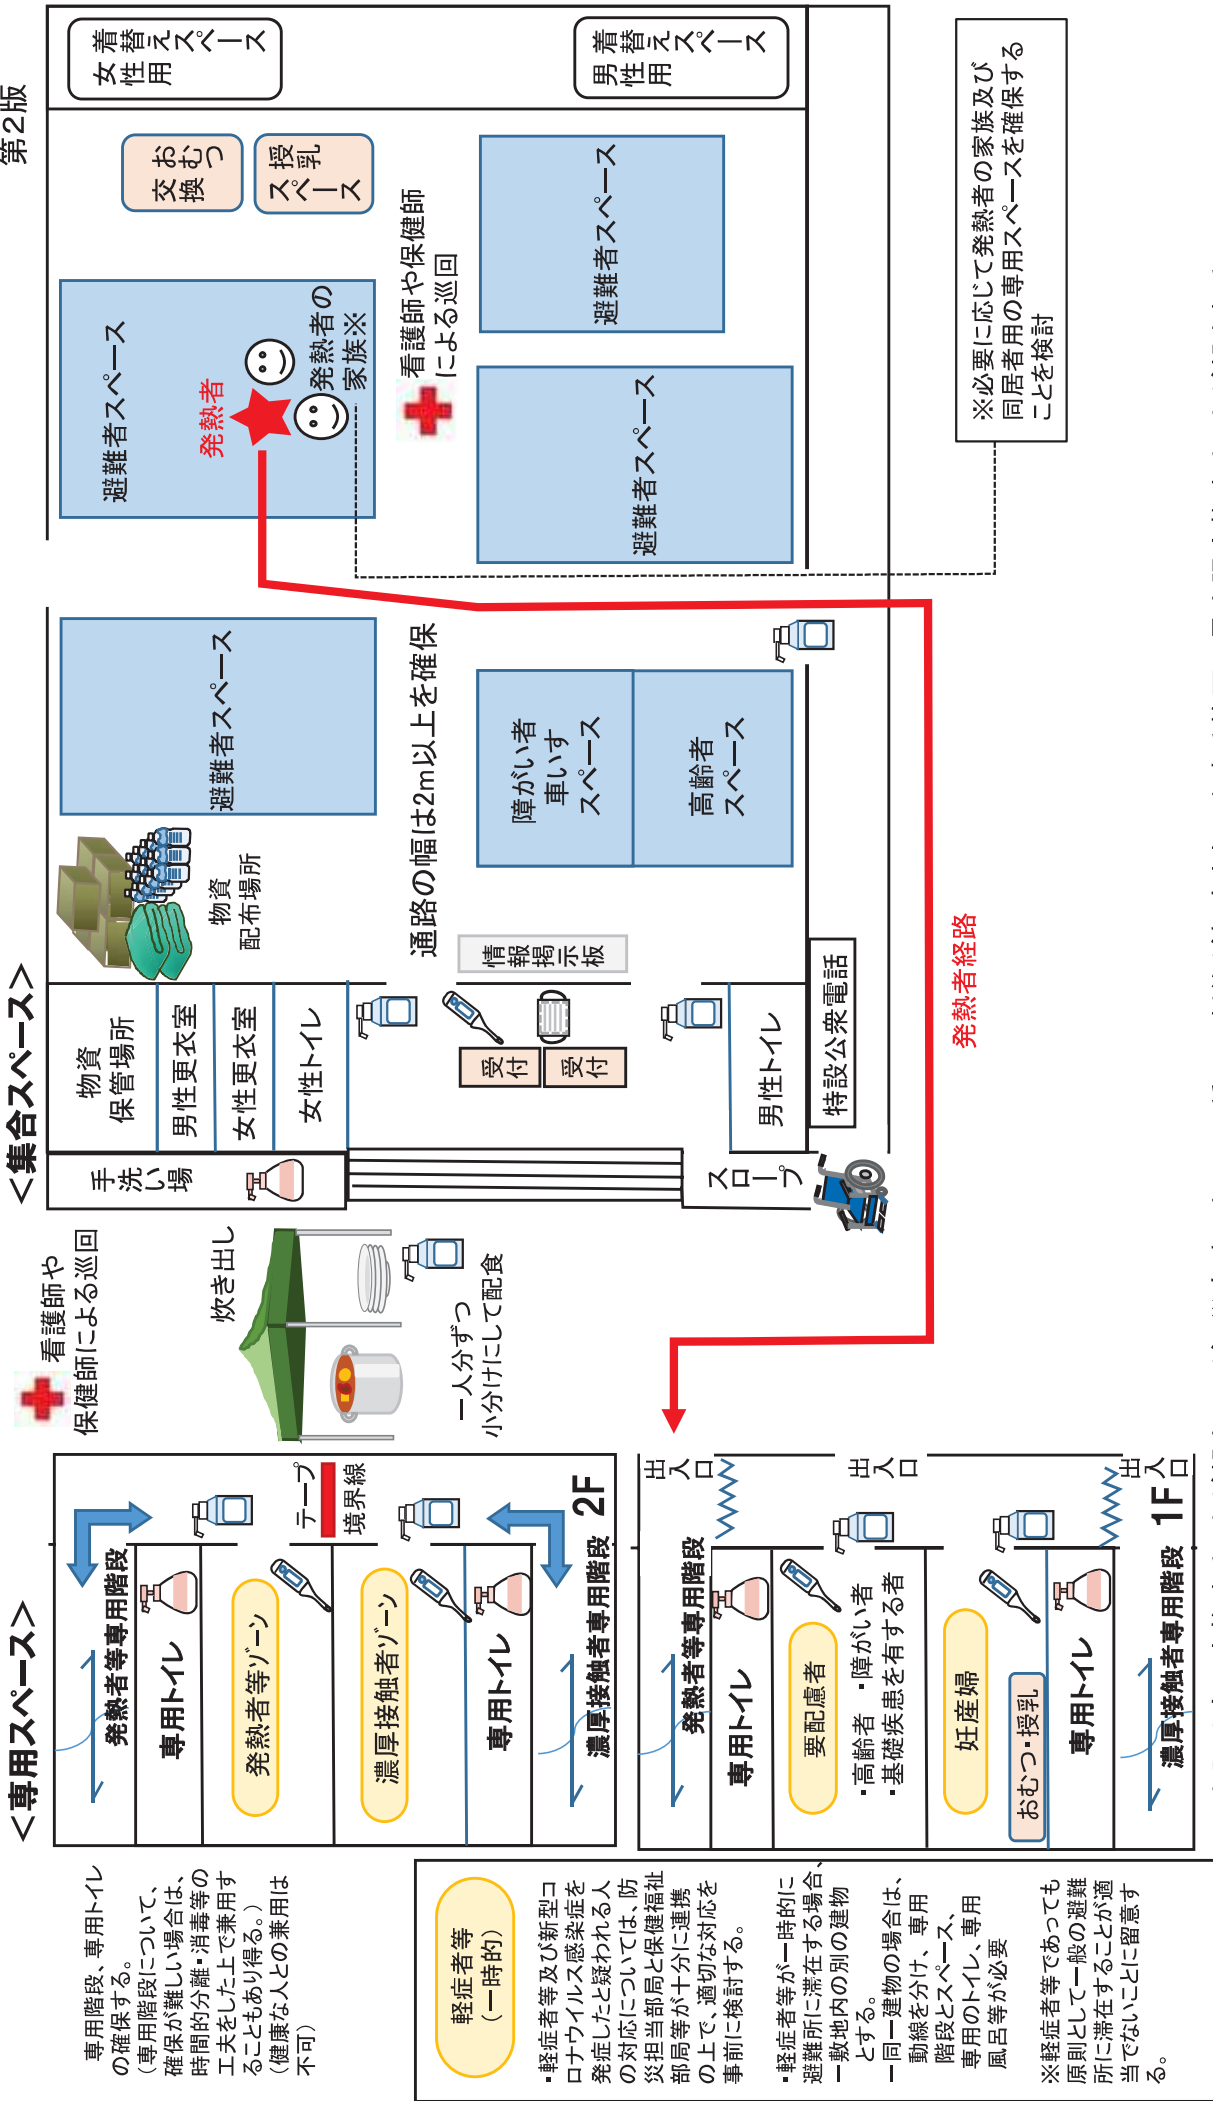 第2版
＜専用スペース＞
＜集合スペース＞
専用階段、専用トイレ
の確保する。
（専用階段について、
確保が難しい場合は、
時間的分離・消毒等の
工夫をした上で兼用す
ることもあり得る。）
（健康な人との兼用は
不可）
発熱者等専用階段
専用トイレ
発熱者等ゾーン
濃厚接触者ゾーン
専用トイレ
濃厚接触者専用階段
2F
テープ
境界線
看護師や
保健師による巡回
炊き出し
一人分ずつ
小分けにして配食
手洗い場
スロープ
物資
保管場所
男性更衣室
女性更衣室
女性トイレ
受付
受付
男性トイレ
特設公衆電話
物資
配布場所
情報掲示板
通路の幅は2m以上を確保
避難者スペース
障がい者
車いす
スペース
高齢者
スペース
避難者スペース
発熱者
発熱者の
家族※
看護師や保健師
による巡回
避難者スペース
避難者スペース
おむつ
交換
授乳
スペース
女性用
着替えスペース
男性用
着替えスペース
※必要に応じて発熱者の家族及び
同居者用の専用スペースを確保する
ことを検討
発熱者経路
軽症者等
（一時的）
・軽症者等及び新型コ
ロナウイルス感染症を
発症したと疑われる人
の対応については、防
災担当部局と保健福祉
部局等が十分に連携
の上で、適切な対応を
事前に検討する。
・軽症者等が一時的に
避難所に滞在する場合、
ー敷地内の別の建物
とする。
ー同一建物の場合は、
動線を分け、専用
階段とスペース、
専用のトイレ、専用
風呂等が必要
※軽症者等であっても
原則として一般の避難
所に滞在することが適
当でないことに留意す
る。
発熱者等専用階段
専用トイレ
要配慮者
・高齢者 ・障がい者
・基礎疾患を有する者
妊産婦
おむつ・授乳
専用トイレ
濃厚接触者専用階段
1F
出入口
出入口
出入口